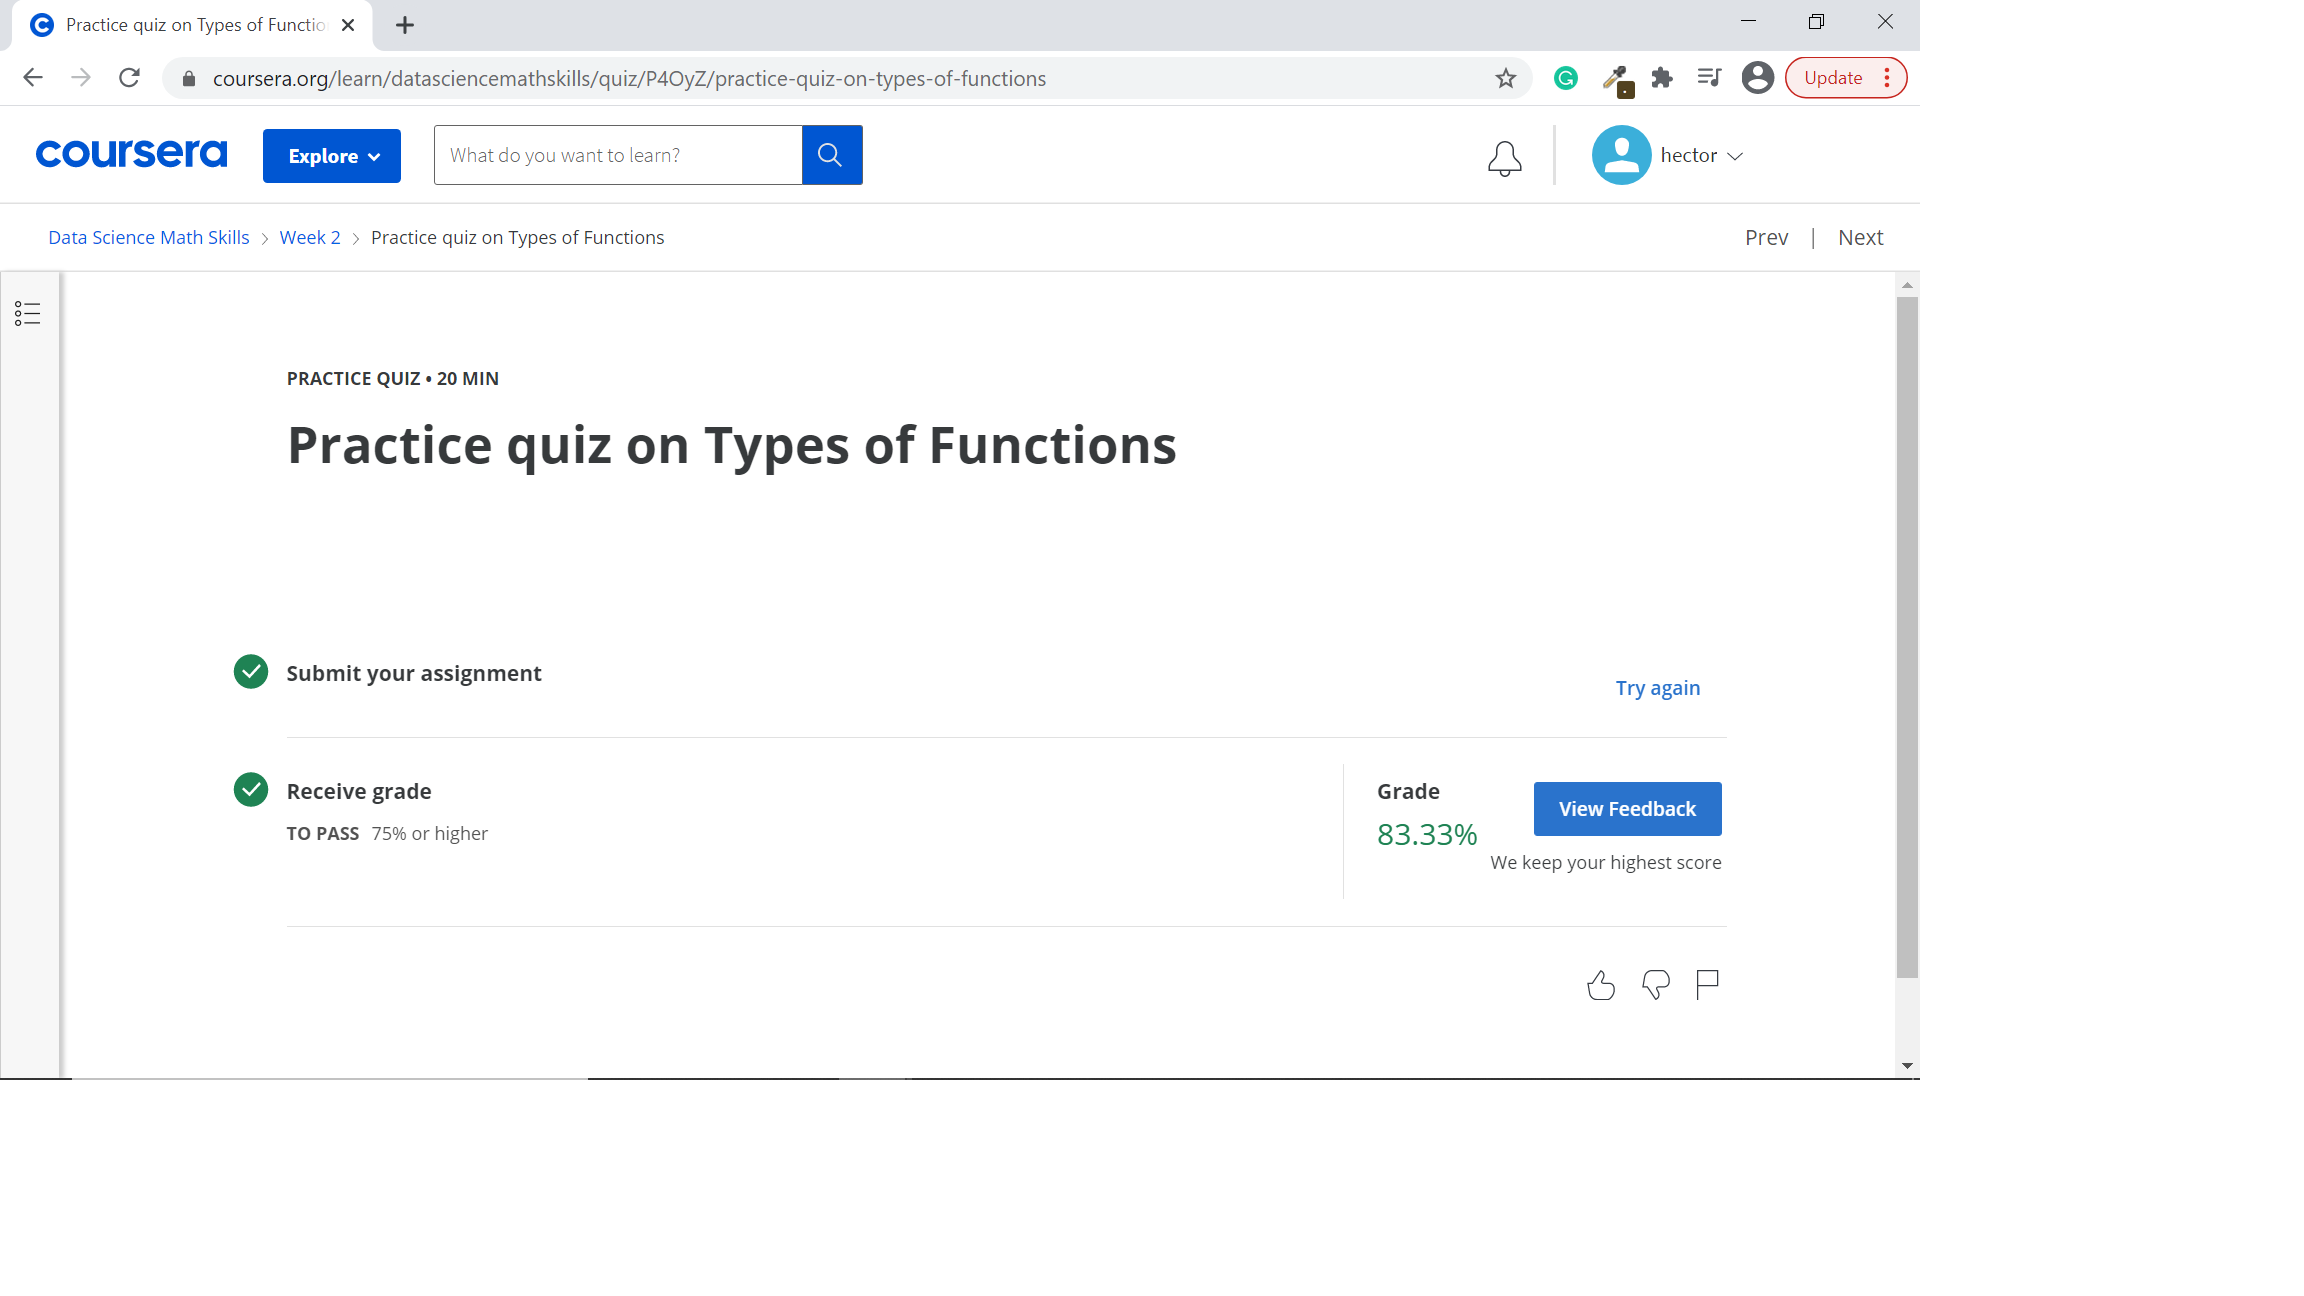 Practice quiz on Types of Functio
coursera.org/learn/datasciencemathskills/quiz/P4OyZ/practice-quiz-on-types-of-functions
Update
coursera
Explore
What do you want to learn?
hector
Data Science Math Skills > Week 2 > Practice quiz on Types of Functions
Prev | Next
PRACTICE QUIZ • 20 MIN
Practice quiz on Types of Functions
Submit your assignment
Try again
Receive grade
TO PASS 75% or higher
Grade
83.33%
View Feedback
We keep your highest score